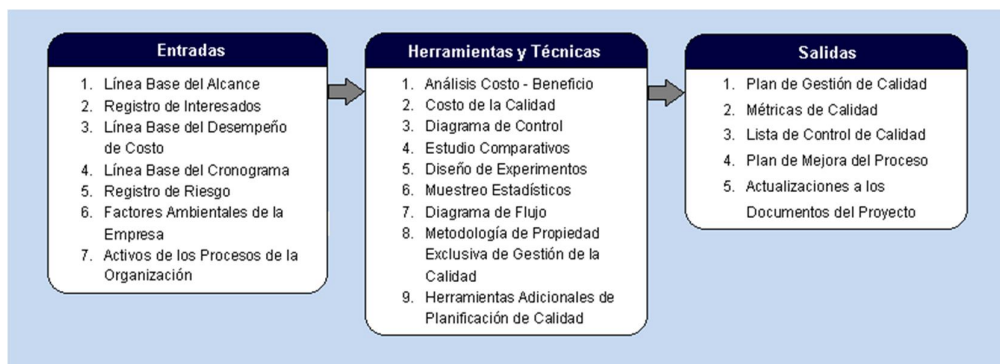 Entradas
1. Línea Base del Alcance
2. Registro de Interesados
3. Línea Base del Desempeño
de Costo
4. Línea Base del Cronograma
5. Registro de Riesgo
6. Factores Ambientales de la
Empresa
7. Activos de los Procesos de la
Organización
Herramientas y Técnicas
1. Análisis Costo - Beneficio
2. Costo de la Calidad
3. Diagrama de Control
4. Estudio Comparativos
5. Diseño de Experimentos
6. Muestreo Estadísticos
7. Diagrama de Flujo
8. Metodología de Propiedad
Exclusiva de Gestión de la
Calidad
9. Herramientas Adicionales de
Planificación de Calidad
Salidas
1. Plan de Gestión de Calidad
2. Métricas de Calidad
3. Lista de Control de Calidad
4. Plan de Mejora del Proceso
5. Actualizaciones a los
Documentos del Proyecto